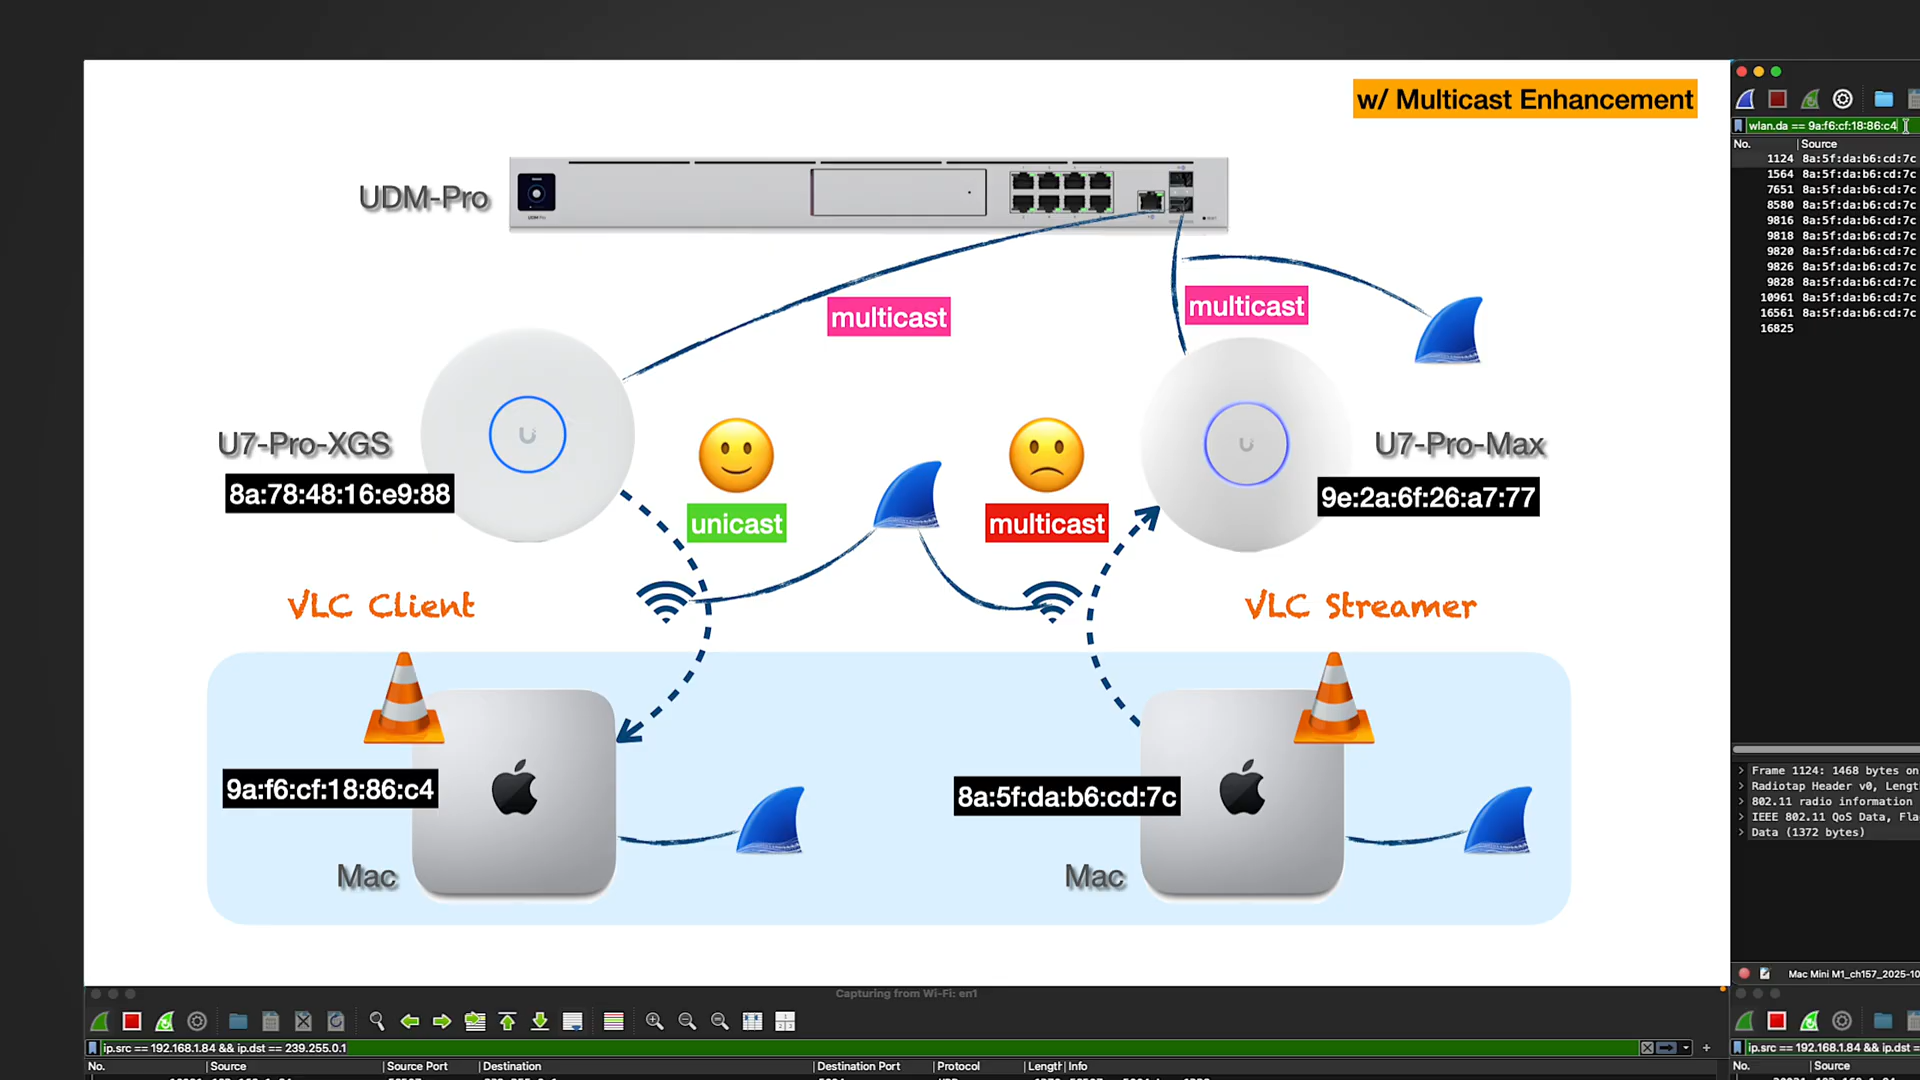 w/ Multicast Enhancement
UDM-Pro
multicast
multicast
U7-Pro-XGS
8a:78:48:16:e9:88
U7-Pro-Max
9e:2a:6f:26:a7:77
unicast
multicast
VLC Client
VLC Streamer
9a:f6:cf:18:86:c4
8a:5f:da:b6:cd:7c
Mac
Mac
wlan.da == 9a:f6:cf:18:86:c4
No. Source
1124 8a:5f:da:b6:cd:7c
1564 8a:5f:da:b6:cd:7c
7651 8a:5f:da:b6:cd:7c
8580 8a:5f:da:b6:cd:7c
9816 8a:5f:da:b6:cd:7c
9818 8a:5f:da:b6:cd:7c
9820 8a:5f:da:b6:cd:7c
9826 8a:5f:da:b6:cd:7c
9828 8a:5f:da:b6:cd:7c
10961 8a:5f:da:b6:cd:7c
16561 8a:5f:da:b6:cd:7c
16825
Frame 1124: 1468 bytes on
Radiotap Header v0, Lengt
802.11 radio information
IEEE 802.11 QoS Data, Fla
Data (1372 bytes)
Mac Mini M1_ch157_2025-10
Capturing from Wi-Fi: en1
ip.src == 192.168.1.84 && ip.dst == 239.255.0.1
No. Source Source Port Destination Destination Port Protocol Length Info
ip.src == 192.168.1.84 && ip.dst ==
No. Source